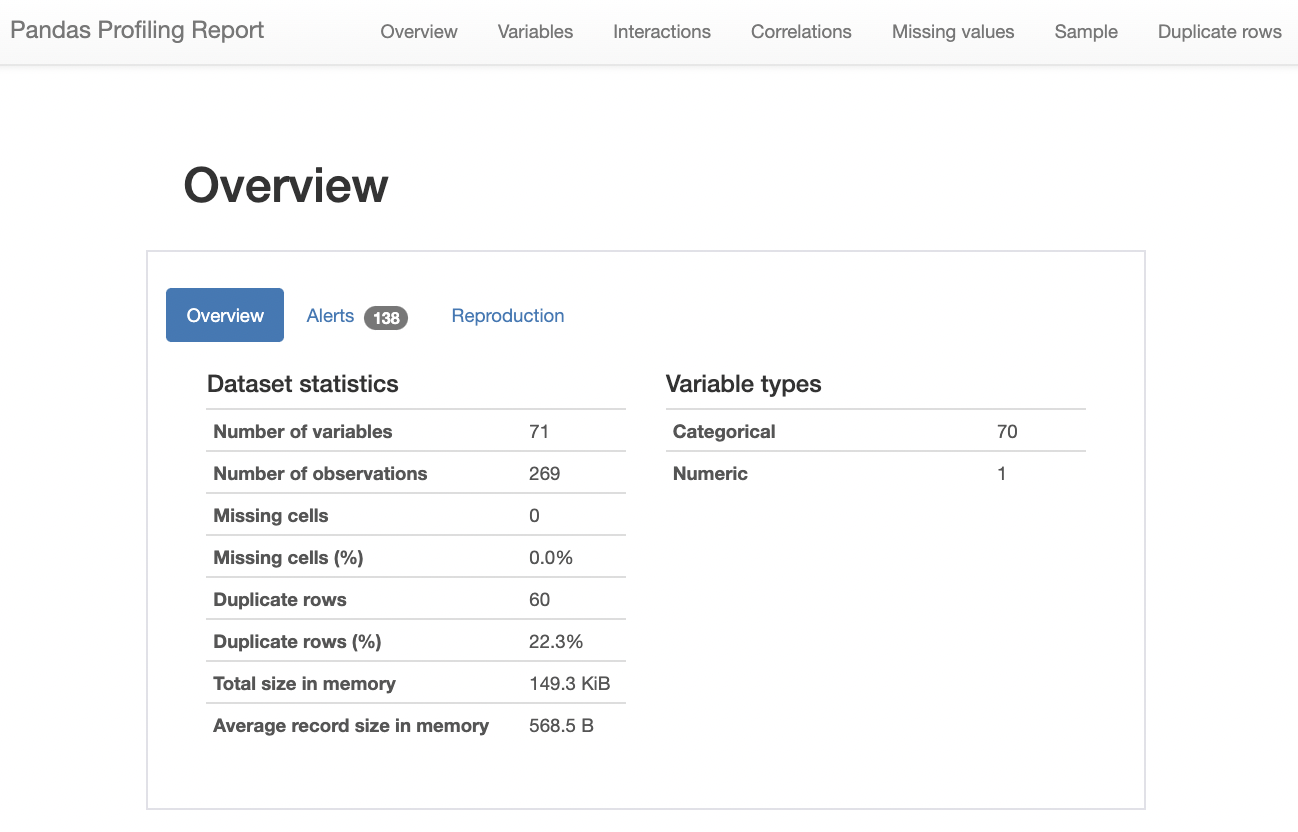 Pandas Profiling Report Overview Variables Interactions Correlations Missing values Sample Duplicate rows
Overview
Overview Alerts 138 Reproduction
Dataset statistics
Number of variables 71
Number of observations 269
Missing cells 0
Missing cells (%) 0.0%
Duplicate rows 60
Duplicate rows (%) 22.3%
Total size in memory 149.3 KiB
Average record size in memory 568.5 B
Variable types
Categorical 70
Numeric 1